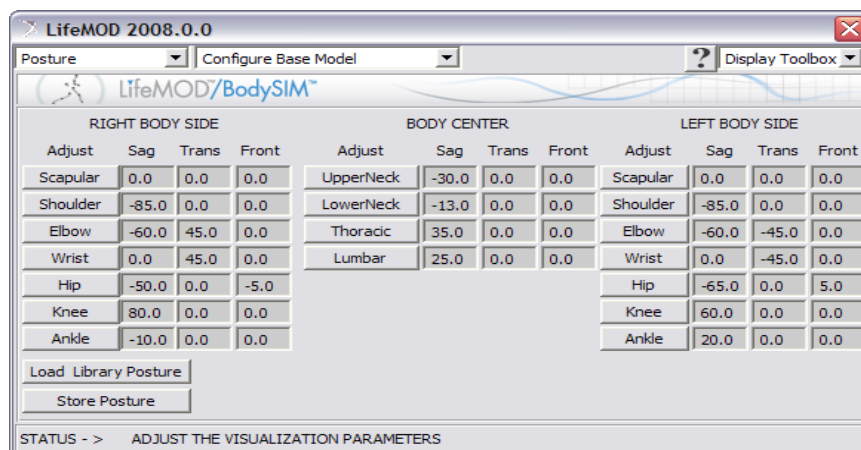 LifeMOD 2008.0.0
Posture Configure Base Model ? Display Toolbox
LifeMOD™/BodySIM™
RIGHT BODY SIDE BODY CENTER LEFT BODY SIDE
Adjust Sag Trans Front Adjust Sag Trans Front Adjust Sag Trans Front
Scapular 0.0 0.0 0.0 UpperNeck -30.0 0.0 0.0 Scapular 0.0 0.0 0.0
Shoulder -85.0 0.0 0.0 LowerNeck -13.0 0.0 0.0 Shoulder -85.0 0.0 0.0
Elbow -60.0 45.0 0.0 Thoracic 35.0 0.0 0.0 Elbow -60.0 -45.0 0.0
Wrist 0.0 45.0 0.0 Lumbar 25.0 0.0 0.0 Wrist 0.0 -45.0 0.0
Hip -50.0 0.0 -5.0 Hip -65.0 0.0 5.0
Knee 80.0 0.0 0.0 Knee 60.0 0.0 0.0
Ankle -10.0 0.0 0.0 Ankle 20.0 0.0 0.0
Load Library Posture
Store Posture
STATUS - > ADJUST THE VISUALIZATION PARAMETERS